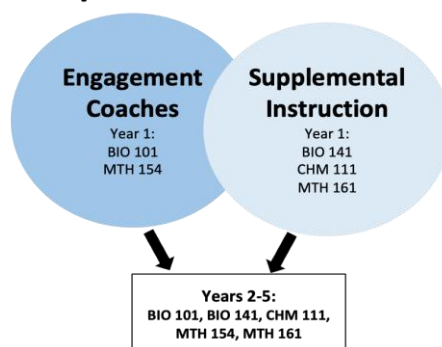 Engagement
Coaches
Year 1:
BIO 101
MTH 154
Supplemental
Instruction
Year 1:
BIO 141
CHM 111
MTH 161
Years 2-5:
BIO 101, BIO 141, CHM 111,
MTH 154, MTH 161